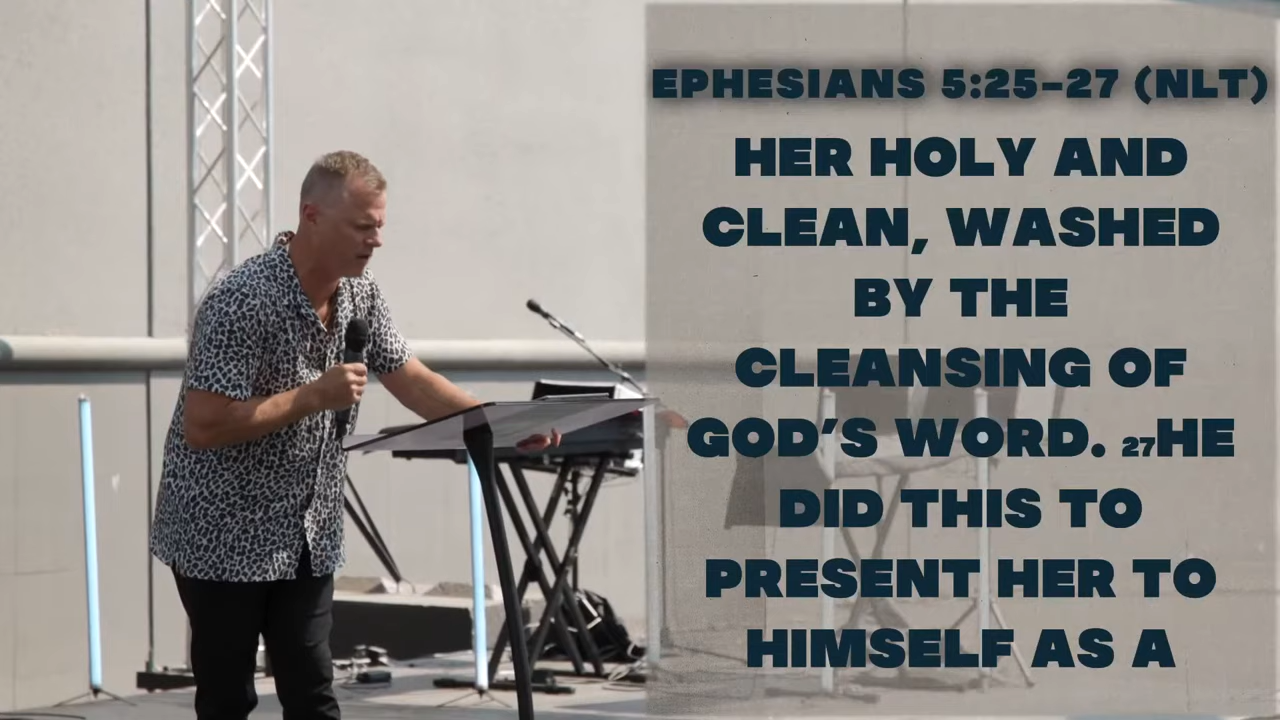 EPHESIANS 5:25-27 (NLT)
HER HOLY AND
CLEAN, WASHED
BY THE
CLEANSING OF
GOD'S WORD. 27HE
DID THIS TO
PRESENT HER TO
HIMSELF AS A